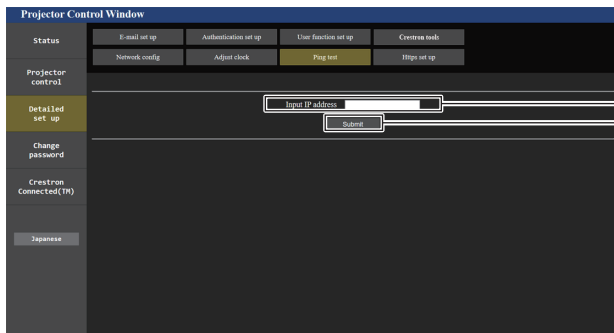 Projector Control Window
Status
E-mail set up
Authentication set up
User function set up
Crestron tools
Network config
Adjust clock
Ping test
Https set up
Projector
control
Detailed
set up
Input IP address
Submit
Change
password
Crestron
Connected(TM)
Japanese